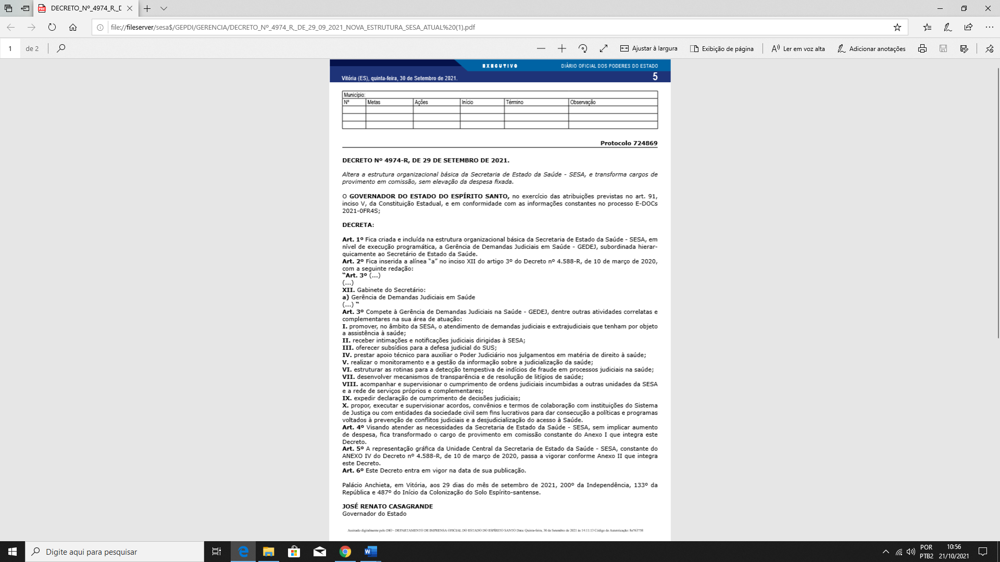 DECRETO_Nº_4974_R,_D
file://fileserver/sesa$/GEPDI/GERENCIA/DECRETO_Nº_4974_R,_DE_29_09_2021_NOVA_ESTRUTURA_SESA_ATUAL%20(1).pdf
1 de 2 Ajustar à largura Exibição de página Ler em voz alta Adicionar anotações
EXECUTIVO DIÁRIO OFICIAL DOS PODERES DO ESTADO
Vitória (ES), quinta-feira, 30 de Setembro de 2021. 5
Município:
Nº Metas Ações Início Término Observação
Protocolo 724869
DECRETO Nº 4974-R, DE 29 DE SETEMBRO DE 2021.
Altera a estrutura organizacional básica da Secretaria de Estado da Saúde - SESA, e transforma cargos de
provimento em comissão, sem elevação da despesa fixada.
O GOVERNADOR DO ESTADO DO ESPÍRITO SANTO, no exercício das atribuições previstas no art. 91,
inciso V, da Constituição Estadual, e em conformidade com as informações constantes no processo E-DOCs
2021-0FR4S;
DECRETA:
Art. 1º Fica criada e incluída na estrutura organizacional básica da Secretaria de Estado da Saúde - SESA, em
nível de execução programática, a Gerência de Demandas Judiciais em Saúde - GEDEJ, subordinada hierar-
quicamente ao Secretário de Estado da Saúde.
Art. 2º Fica inserida a alínea “a” no inciso XII do artigo 3º do Decreto nº 4.588-R, de 10 de março de 2020,
com a seguinte redação:
“Art. 3º (...)
(...)
XII. Gabinete do Secretário:
a) Gerência de Demandas Judiciais em Saúde
(...) “
Art. 3º Compete à Gerência de Demandas Judiciais na Saúde - GEDEJ, dentre outras atividades correlatas e
complementares na sua área de atuação:
I. promover, no âmbito da SESA, o atendimento de demandas judiciais e extrajudiciais que tenham por objeto
a assistência à saúde;
II. receber intimações e notificações judiciais dirigidas à SESA;
III. oferecer subsídios para a defesa judicial do SUS;
IV. prestar apoio técnico para auxiliar o Poder Judiciário nos julgamentos em matéria de direito à saúde;
V. realizar o monitoramento e a gestão da informação sobre a judicialização da saúde;
VI. estruturar as rotinas para a detecção tempestiva de indícios de fraude em processos judiciais na saúde;
VII. desenvolver mecanismos de transparência e de resolução de litígios de saúde;
VIII. acompanhar e supervisionar o cumprimento de ordens judiciais incumbidas a outras unidades da SESA
e a rede de serviços próprios e complementares;
IX. expedir declaração de cumprimento de decisões judiciais;
X. propor, executar e supervisionar acordos, convênios e termos de colaboração com instituições do Sistema
de Justiça ou com entidades da sociedade civil sem fins lucrativos para dar consecução a políticas e programas
voltados à prevenção de conflitos judiciais e a desjudicialização do acesso à Saúde.
Art. 4º Visando atender as necessidades da Secretaria de Estado da Saúde - SESA, sem implicar aumento
de despesa, fica transformado o cargo de provimento em comissão constante do Anexo I que integra este
Decreto.
Art. 5º A representação gráfica da Unidade Central da Secretaria de Estado da Saúde - SESA, constante do
ANEXO IV do Decreto nº 4.588-R, de 10 de março de 2020, passa a vigorar conforme Anexo II que integra
este Decreto.
Art. 6º Este Decreto entra em vigor na data de sua publicação.
Palácio Anchieta, em Vitória, aos 29 dias do mês de setembro de 2021, 200º da Independência, 133º da
República e 487º do Início da Colonização do Solo Espírito-santense.
JOSÉ RENATO CASAGRANDE
Governador do Estado
Assinado digitalmente pelo DIO - DEPARTAMENTO DE IMPRENSA OFICIAL DO ESTADO DO ESPÍRITO SANTO Data: Quinta-feira, 30 de Setembro de 2021 às 14:11:13 Código de Autenticação: 8e763758
Digite aqui para pesquisar
POR
PTB2
10:56
21/10/2021